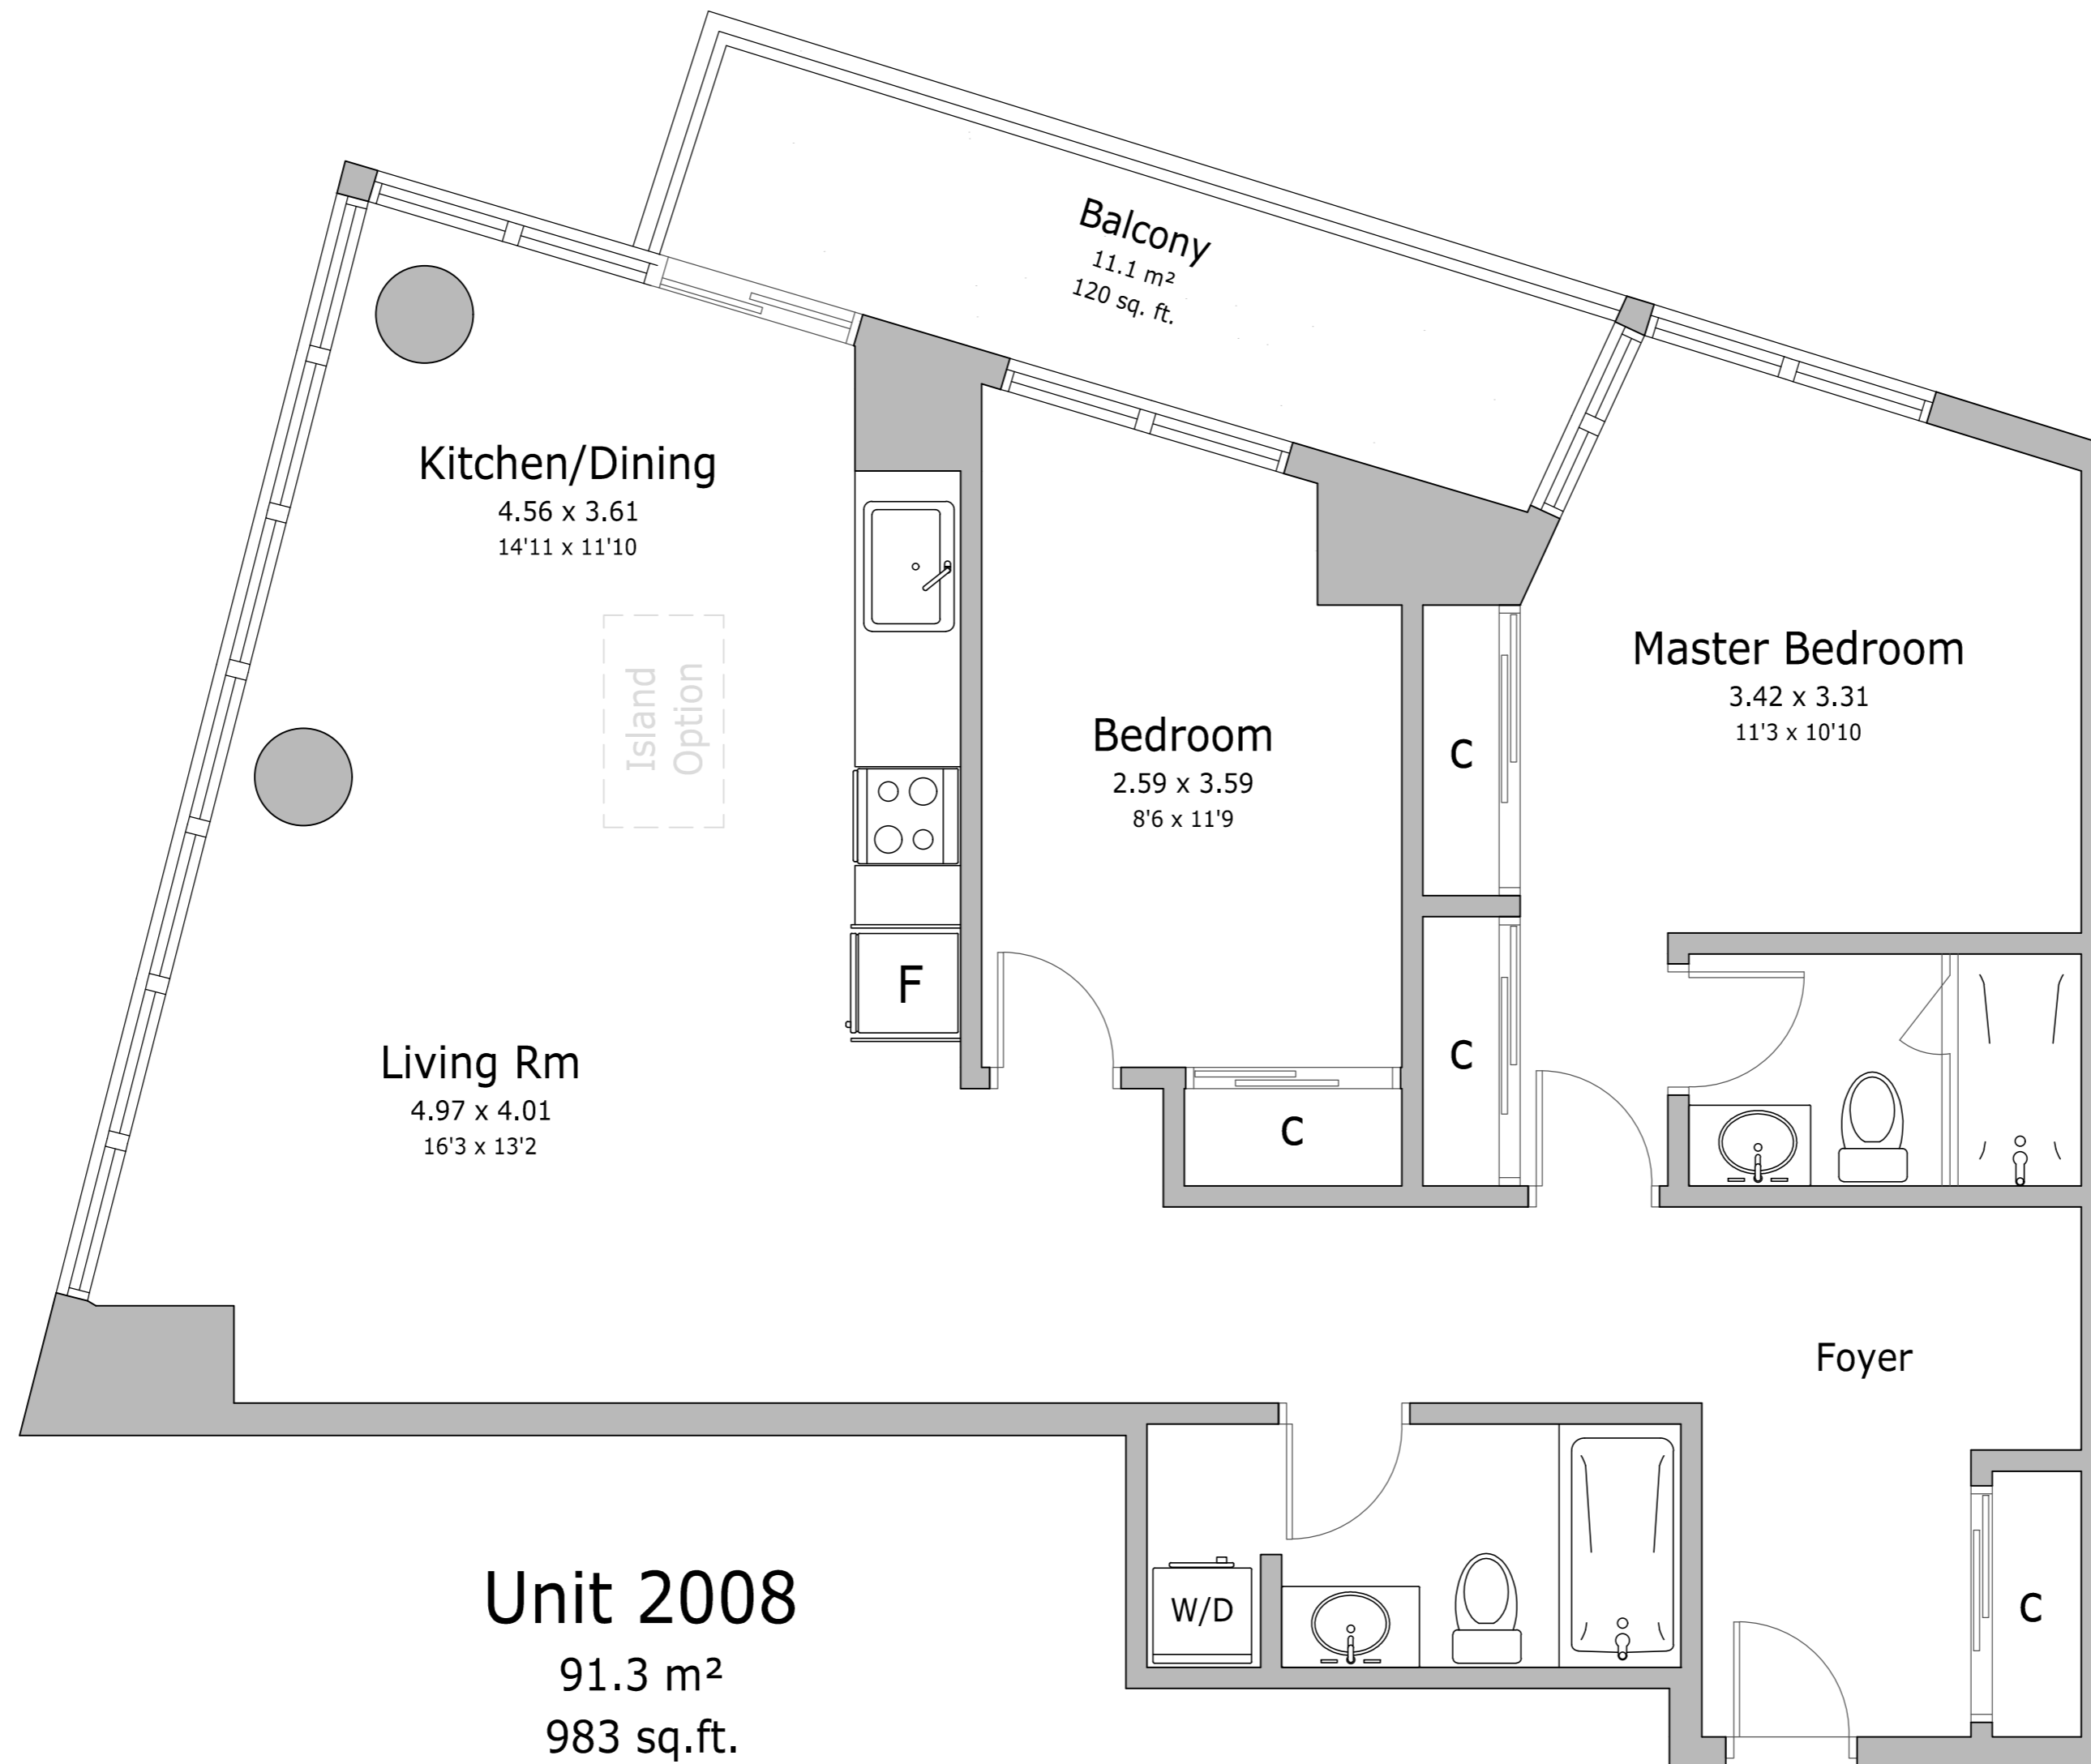 Balcony
11.1 m²
120 sq. ft.
Kitchen/Dining
4.56 x 3.61
14'11 x 11'10
Island
Option
Master Bedroom
3.42 x 3.31
11'3 x 10'10
Bedroom
2.59 x 3.59
8'6 x 11'9
C
F
C
C
Living Rm
4.97 x 4.01
16'3 x 13'2
Foyer
W/D
C
Unit 2008
91.3 m²
983 sq.ft.